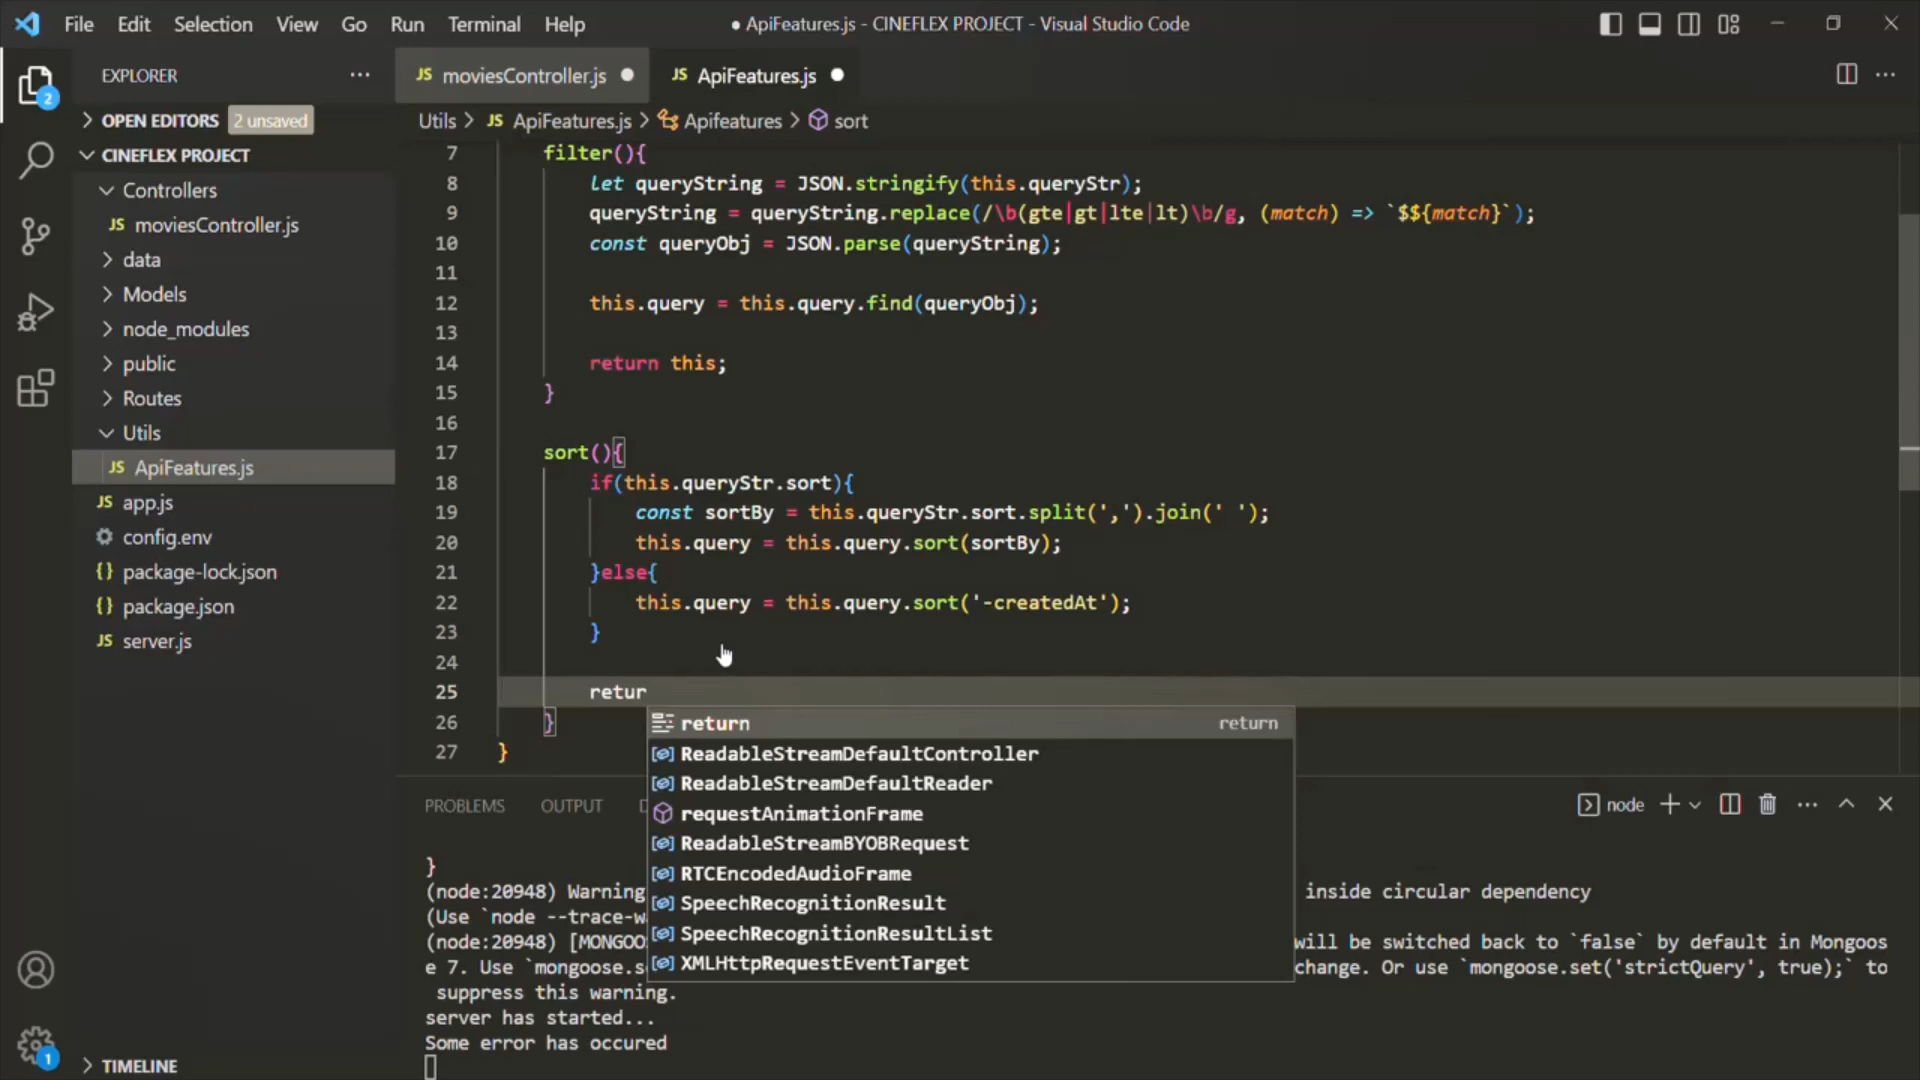 File Edit Selection View Go Run Terminal Help
● ApiFeatures.js - CINEFLEX PROJECT - Visual Studio Code
EXPLORER
JS moviesController.js
JS ApiFeatures.js
OPEN EDITORS 2 unsaved
Utils > JS ApiFeatures.js > Apifeatures > sort
CINEFLEX PROJECT
Controllers
JS moviesController.js
data
Models
node_modules
public
Routes
Utils
JS ApiFeatures.js
JS app.js
config.env
{} package-lock.json
{} package.json
JS server.js
TIMELINE
2
1
7 filter(){
8 let queryString = JSON.stringify(this.queryStr);
9 queryString = queryString.replace(/\b(gte|gt|lte|lt)\b/g, (match) => `$${match}`);
10 const queryObj = JSON.parse(queryString);
11
12 this.query = this.query.find(queryObj);
13
14 return this;
15 }
16
17 sort(){
18 if(this.queryStr.sort){
19 const sortBy = this.queryStr.sort.split(',').join(' ');
20 this.query = this.query.sort(sortBy);
21 }else{
22 this.query = this.query.sort('-createdAt');
23 }
24
25 retur
26 }
27 }
return return
ReadableStreamDefaultController
ReadableStreamDefaultReader
requestAnimationFrame
ReadableStreamBYOBRequest
RTCEncodedAudioFrame
SpeechRecognitionResult
SpeechRecognitionResultList
XMLHttpRequestEventTarget
PROBLEMS OUTPUT
node
}
(node:20948) Warning inside circular dependency
(Use `node --trace-w
(node:20948) [MONGOO will be switched back to `false` by default in Mongoos
e 7. Use `mongoose.s change. Or use `mongoose.set('strictQuery', true);` to
suppress this warning.
server has started...
Some error has occured